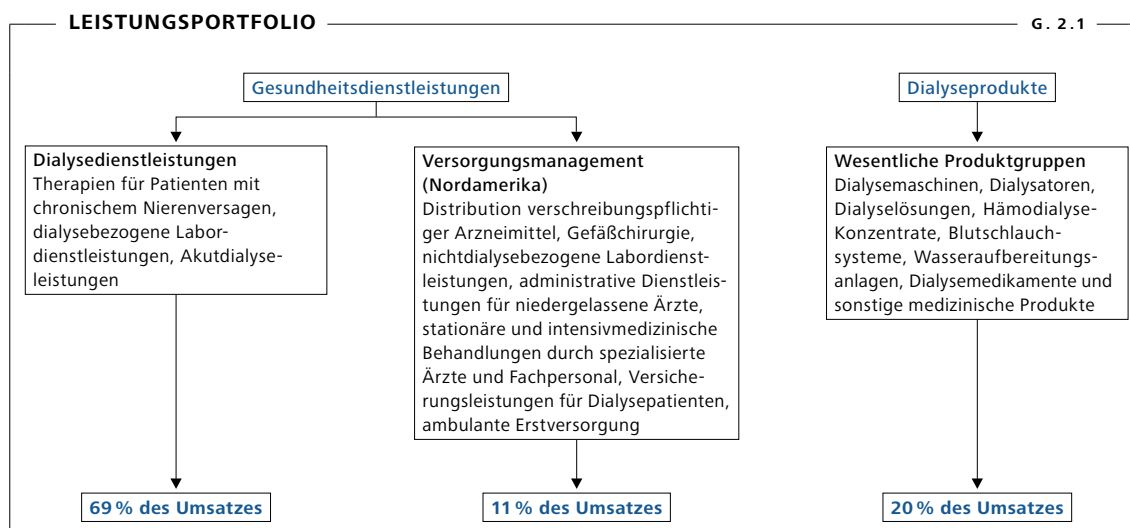 LEISTUNGSPORTFOLIO
G. 2.1
Gesundheitsdienstleistungen
Dialysedienstleistungen
Therapien für Patienten mit
chronischem Nierenversagen,
dialysebezogene Labor-
dienstleistungen, Akutdialyse-
leistungen
69 % des Umsatzes
Versorgungsmanagement
(Nordamerika)
Distribution verschreibungspflichti-
ger Arzneimittel, Gefäßchirurgie,
nichtdialysebezogene Labordienst-
leistungen, administrative Dienstleis-
tungen für niedergelassene Ärzte,
stationäre und intensivmedizinische
Behandlungen durch spezialisierte
Ärzte und Fachpersonal, Versiche-
rungsleistungen für Dialysepatienten,
ambulante Erstversorgung
11 % des Umsatzes
Dialyseprodukte
Wesentliche Produktgruppen
Dialysemaschinen, Dialysatoren,
Dialyselösungen, Hämodialyse-
Konzentrate, Blutschlauch-
systeme, Wasseraufbereitungs-
anlagen, Dialysemedikamente und
sonstige medizinische Produkte
20 % des Umsatzes